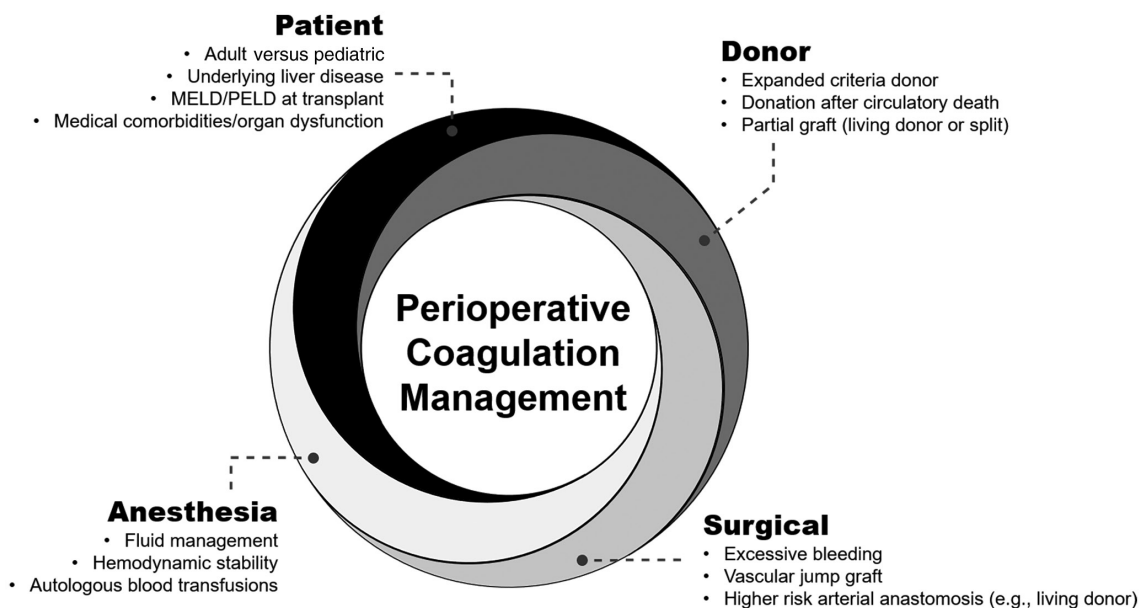 Patient
• Adult versus pediatric
• Underlying liver disease
• MELD/PELD at transplant
• Medical comorbidities/organ dysfunction
Donor
• Expanded criteria donor
• Donation after circulatory death
• Partial graft (living donor or split)
Perioperative
Coagulation
Management
Anesthesia
• Fluid management
• Hemodynamic stability
• Autologous blood transfusions
Surgical
• Excessive bleeding
• Vascular jump graft
• Higher risk arterial anastomosis (e.g., living donor)